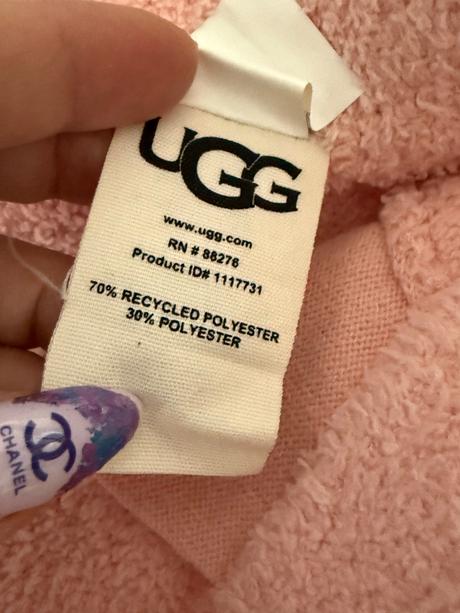 UGG
www.ugg.com
RN # 88276
Product ID# 1117731
70% RECYCLED POLYESTER
30% POLYESTER
CHANEL